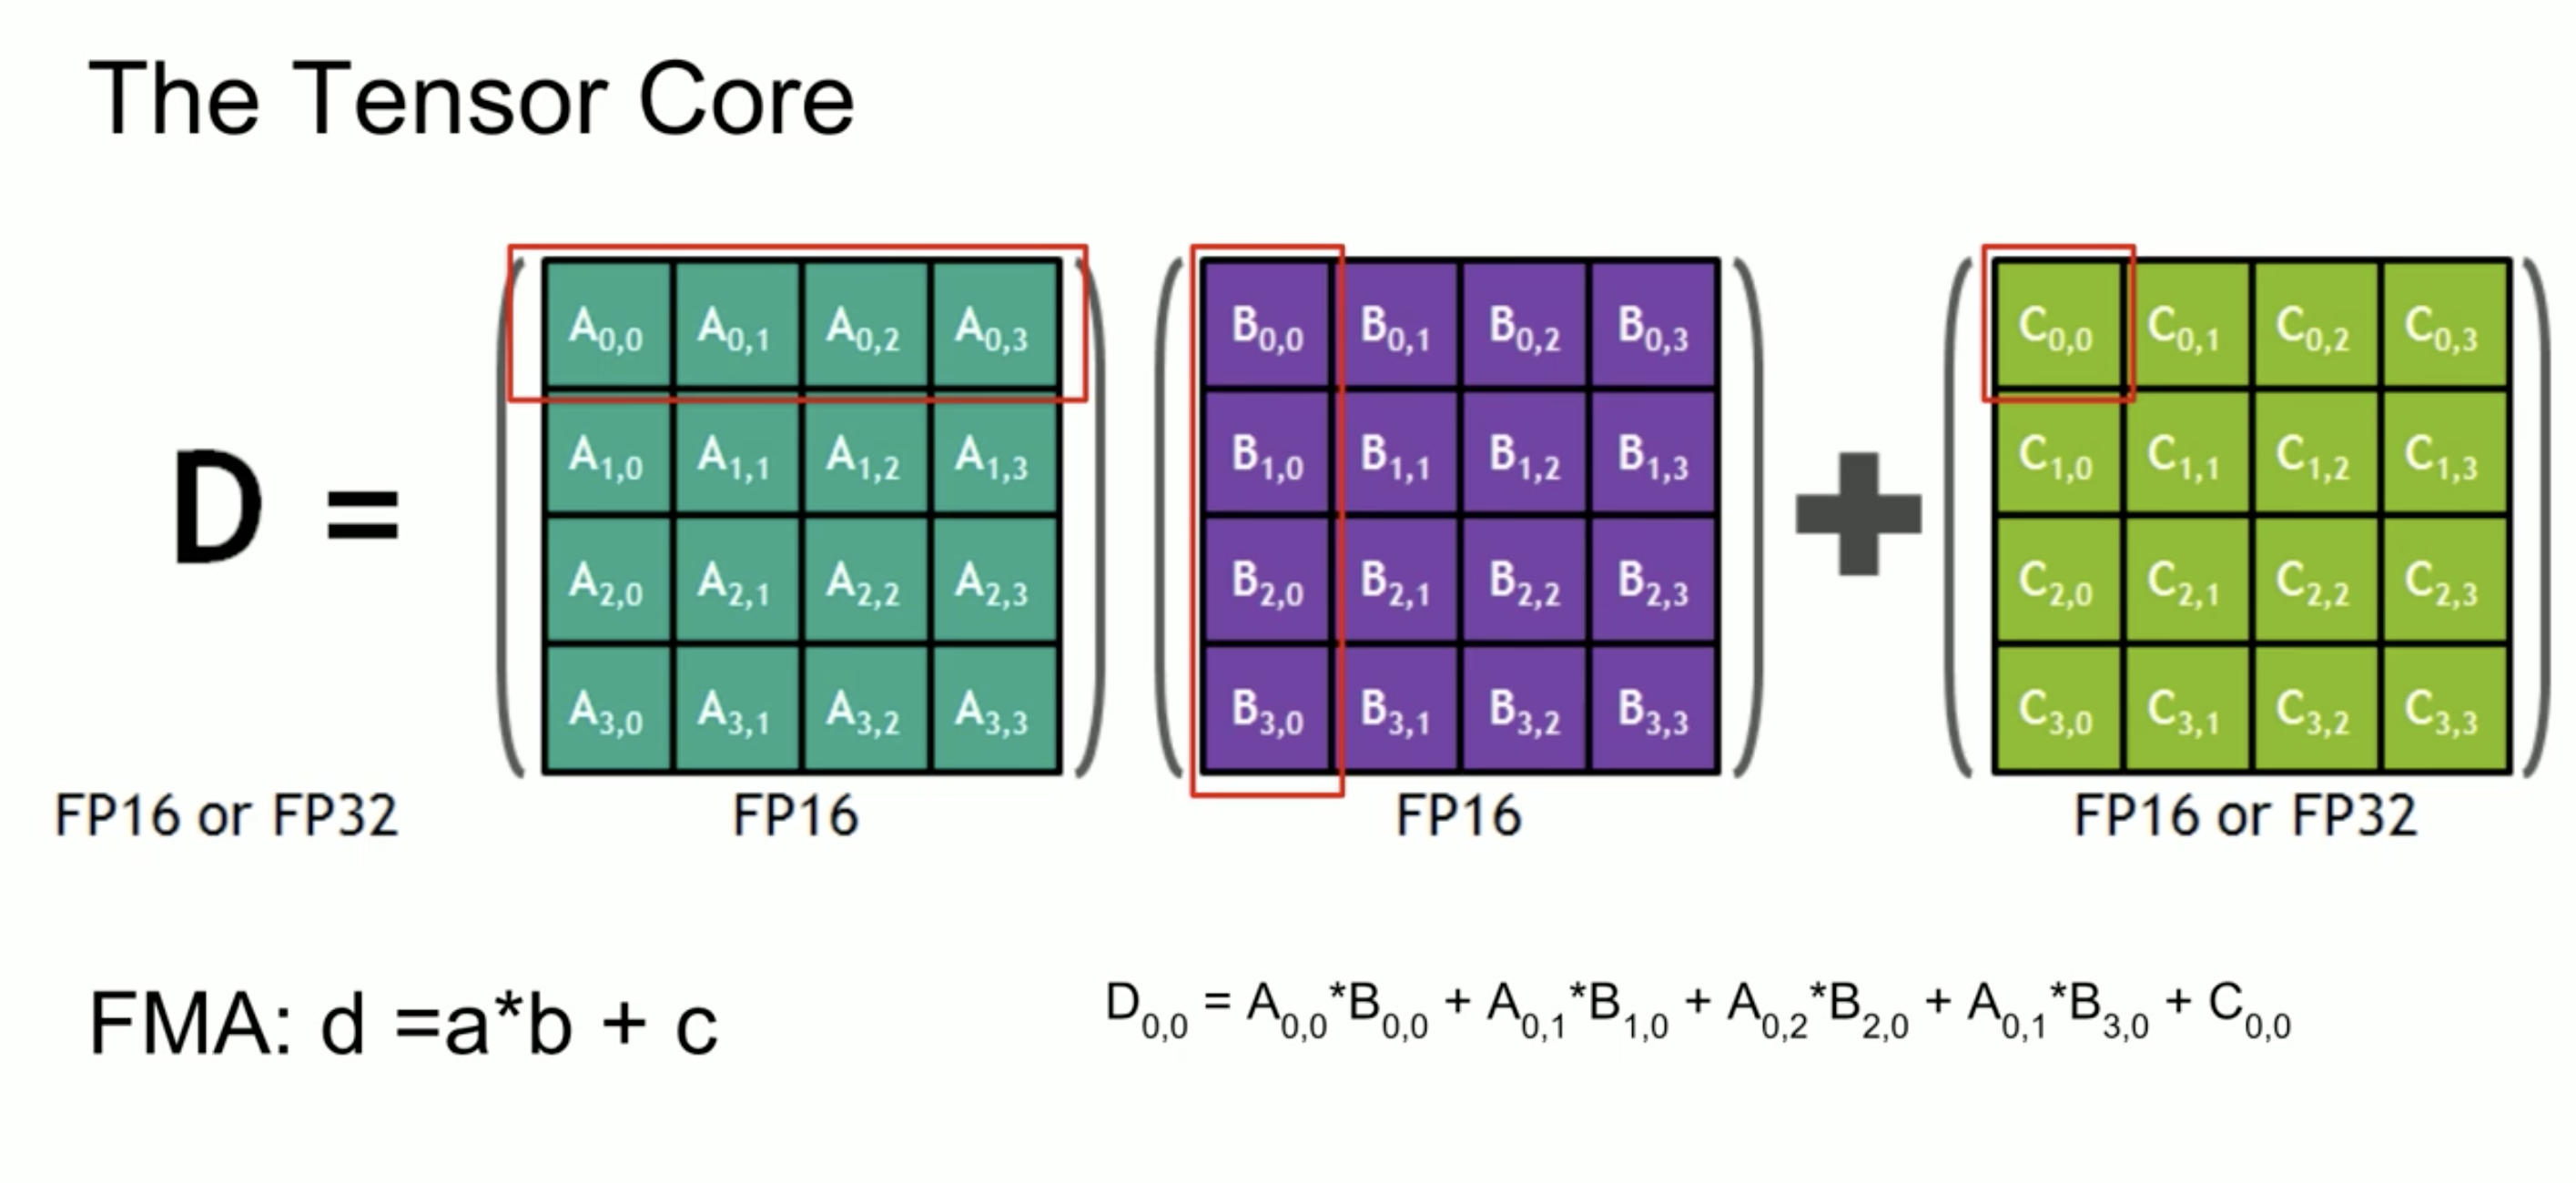 The Tensor Core
A0,0 A0,1 A0,2 A0,3 B0,0 B0,1 B0,2 B0,3 C0,0 C0,1 C0,2 C0,3
A1,0 A1,1 A1,2 A1,3 B1,0 B1,1 B1,2 B1,3 C1,0 C1,1 C1,2 C1,3
D =
A2,0 A2,1 A2,2 A2,3 B2,0 B2,1 B2,2 B2,3 C2,0 C2,1 C2,2 C2,3
A3,0 A3,1 A3,2 A3,3 B3,0 B3,1 B3,2 B3,3 C3,0 C3,1 C3,2 C3,3
FP16 or FP32 FP16 FP16 FP16 or FP32
FMA: d =a*b + c
D0,0 = A0,0*B0,0 + A0,1*B1,0 + A0,2*B2,0 + A0,1*B3,0 + C0,0